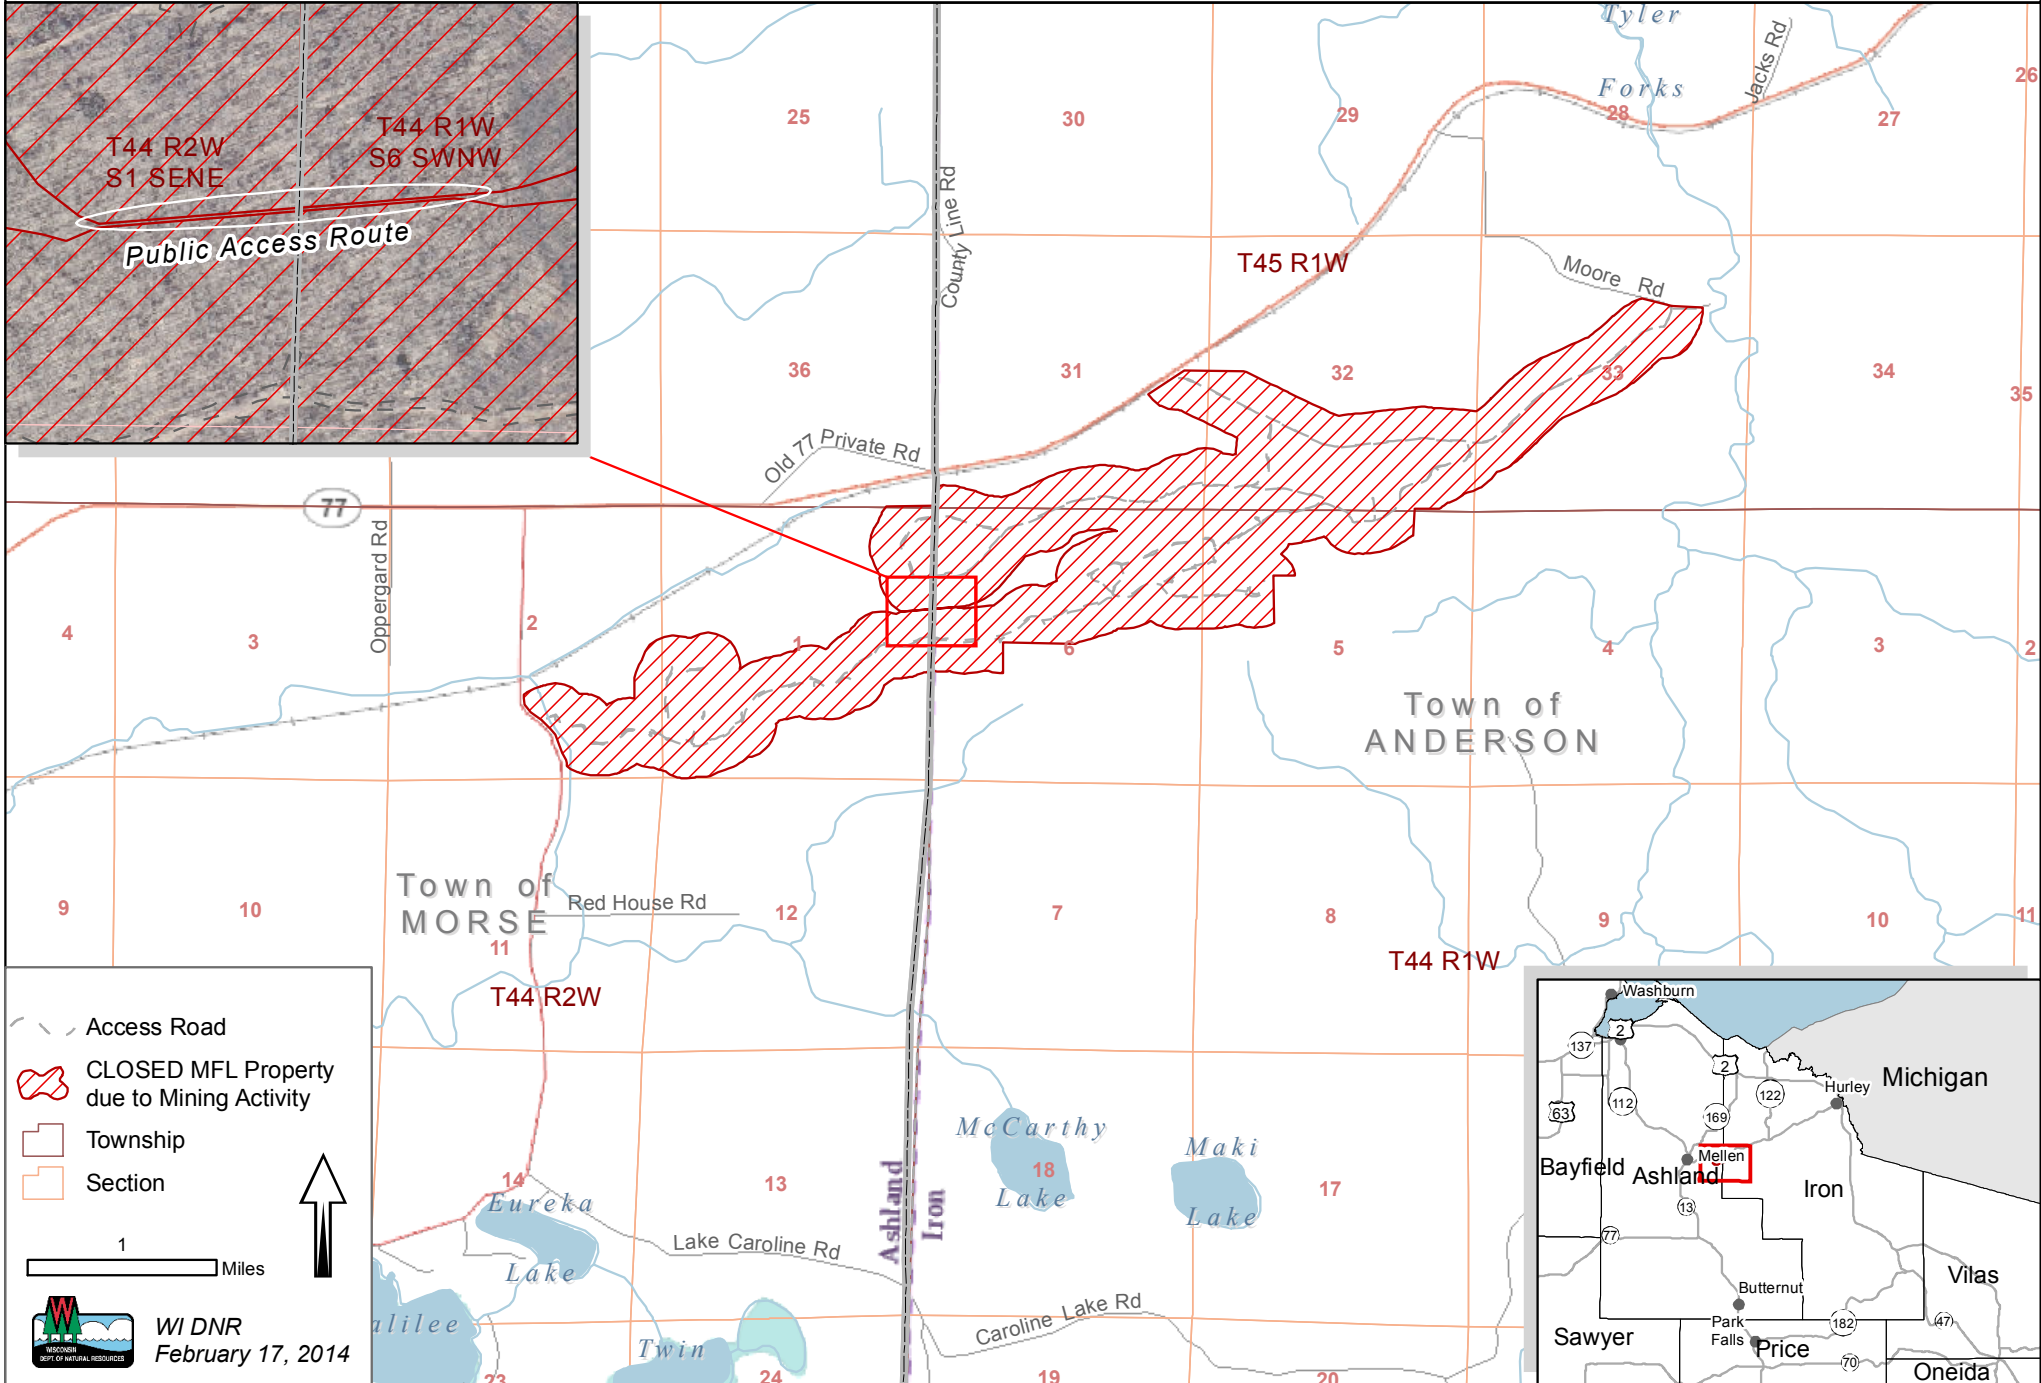 T44 R2W
S1 SENE
T44 R1W
S6 SWNW
Public Access Route
Tyler
Forks
Jacks Rd
25
30
29
28
27
26
County Line Rd
T45 R1W
Moore Rd
36
31
32
33
34
35
Old 77 Private Rd
77
Oppergard Rd
4
3
2
1
6
5
4
3
2
Town of
ANDERSON
Town of
MORSE
Red House Rd
9
10
11
12
7
8
9
10
11
T44 R2W
T44 R1W
McCarthy
Lake
18
Maki
Lake
17
14
13
Eureka
Lake
Lake Caroline Rd
Caroline Lake Rd
Ashland
Iron
alilee
Twin
23
24
19
20
Access Road
CLOSED MFL Property
due to Mining Activity
Township
Section
1
Miles
WISCONSIN
DEPT. OF NATURAL RESOURCES
WI DNR
February 17, 2014
Washburn
2
137
2
Michigan
Hurley
63
112
122
169
Mellen
Bayfield
Ashland
Iron
13
77
Butternut
Vilas
Park
Falls
182
47
Sawyer
Price
70
Oneida